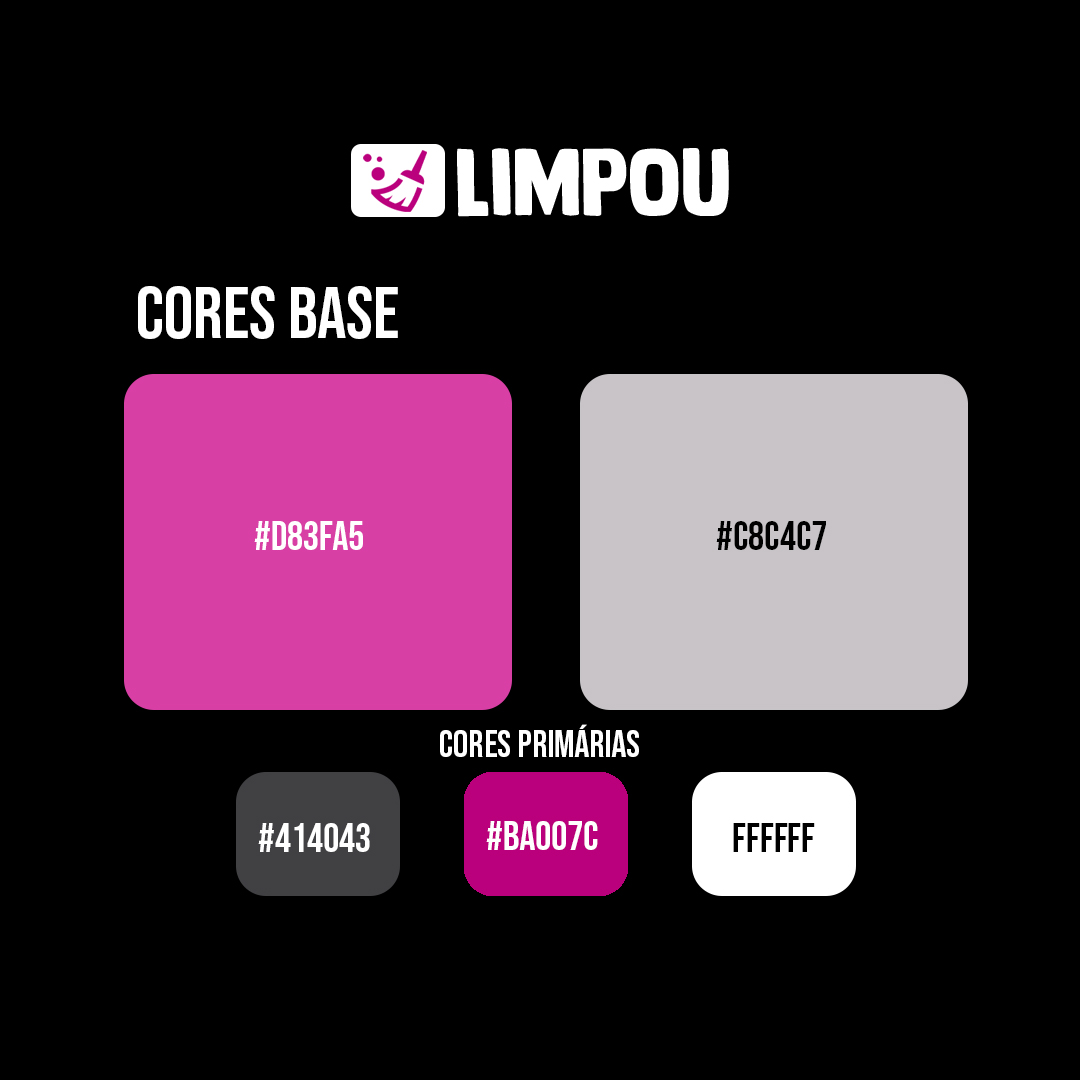 LIMPOU
CORES BASE
#D83FA5
#C8C4C7
CORES PRIMÁRIAS
#414043
#BA007C
FFFFFF